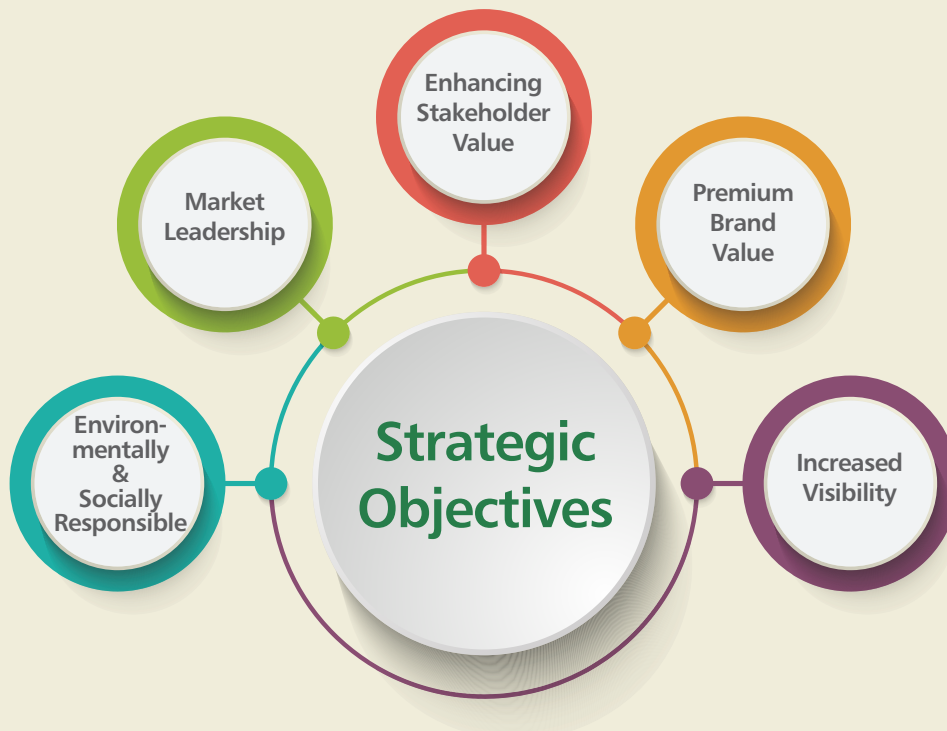 Enhancing
Stakeholder
Value
Market
Leadership
Premium
Brand
Value
Environ-
mentally
&
Socially
Responsible
Strategic
Objectives
Increased
Visibility